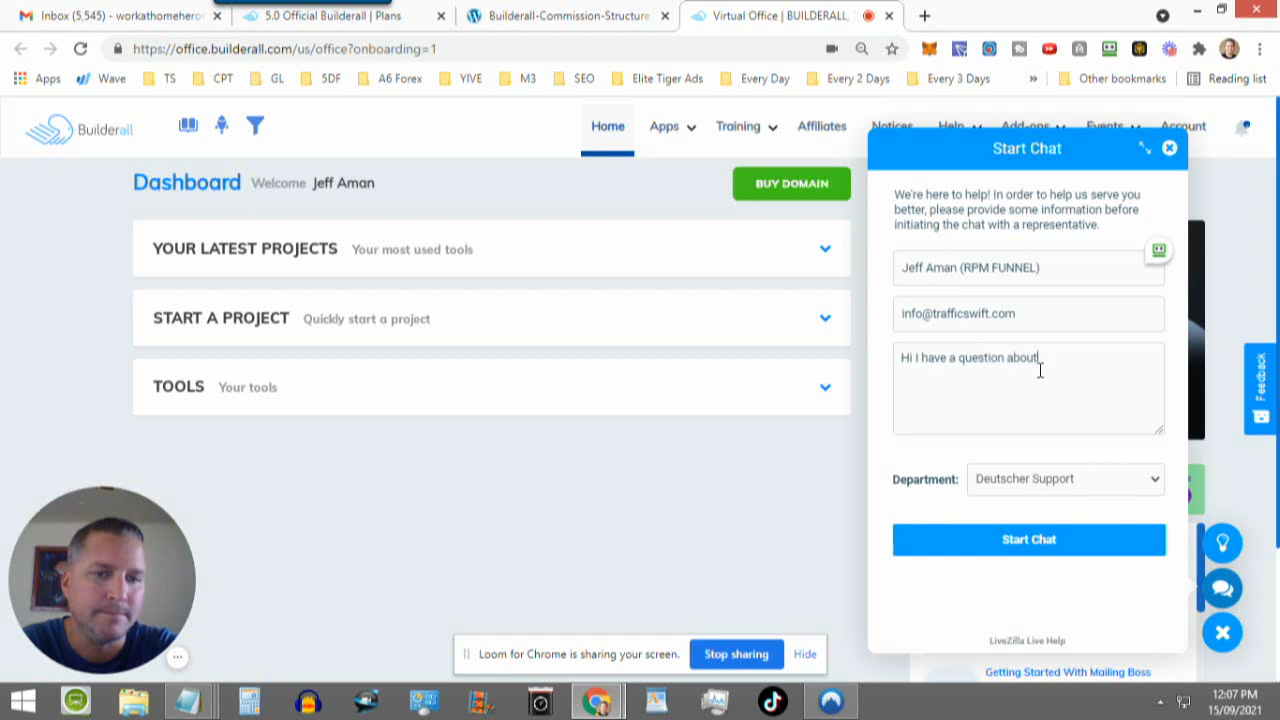 Inbox (5,545) - workathomehero
5.0 Official Builderall | Plans
Builderall-Commission-Structure
Virtual Office | BUILDERALL
https://office.builderall.com/us/office?onboarding=1
Apps
Wave
TS
CPT
GL
5DF
A6 Forex
YIVE
M3
SEO
Elite Tiger Ads
Every Day
Every 2 Days
Every 3 Days
»
Other bookmarks
Reading list
Builderall
Home
Apps
Training
Affiliates
Notices
Help
Add-ons
Events
Account
Dashboard Welcome Jeff Aman
BUY DOMAIN
YOUR LATEST PROJECTS Your most used tools
START A PROJECT Quickly start a project
TOOLS Your tools
Start Chat
We're here to help! In order to help us serve you
better, please provide some information before
initiating the chat with a representative.
Jeff Aman (RPM FUNNEL)
info@trafficswift.com
Hi I have a question about
Department: Deutscher Support
Start Chat
LiveZilla Live Help
Feedback
Getting Started With Mailing Boss
Loom for Chrome is sharing your screen.
Stop sharing
Hide
12:07 PM
15/09/2021